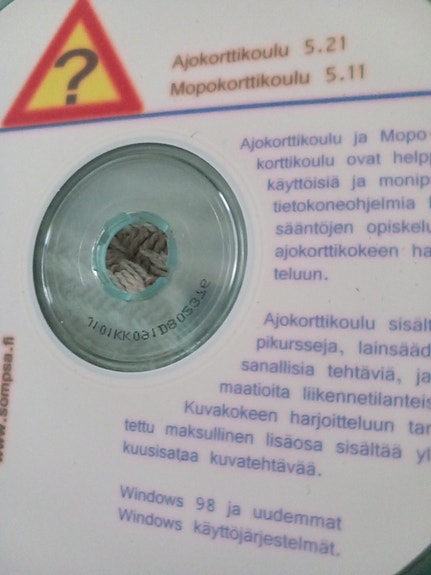 ?
Ajokorttikoulu 5.21
Mopokorttikoulu 5.11
Ajokorttikoulu ja Mopo
korttikoulu ovat help
käyttöisiä ja monip
tietokoneohjelmia
sääntöjen opiskelu
ajokorttikokeen ha
teluun.
Ajokorttikoulu sisält
pikursseja, lainsääd
sanallisia tehtäviä, ja
maatioita liikennetilanteis
Kuvakokeen harjoitteluun tar
tettu maksullinen lisäosa sisältää yl
kuusisataa kuvatehtävää.
Windows 98 ja uudemmat
Windows käyttöjärjestelmät.
www.sompsa.fi